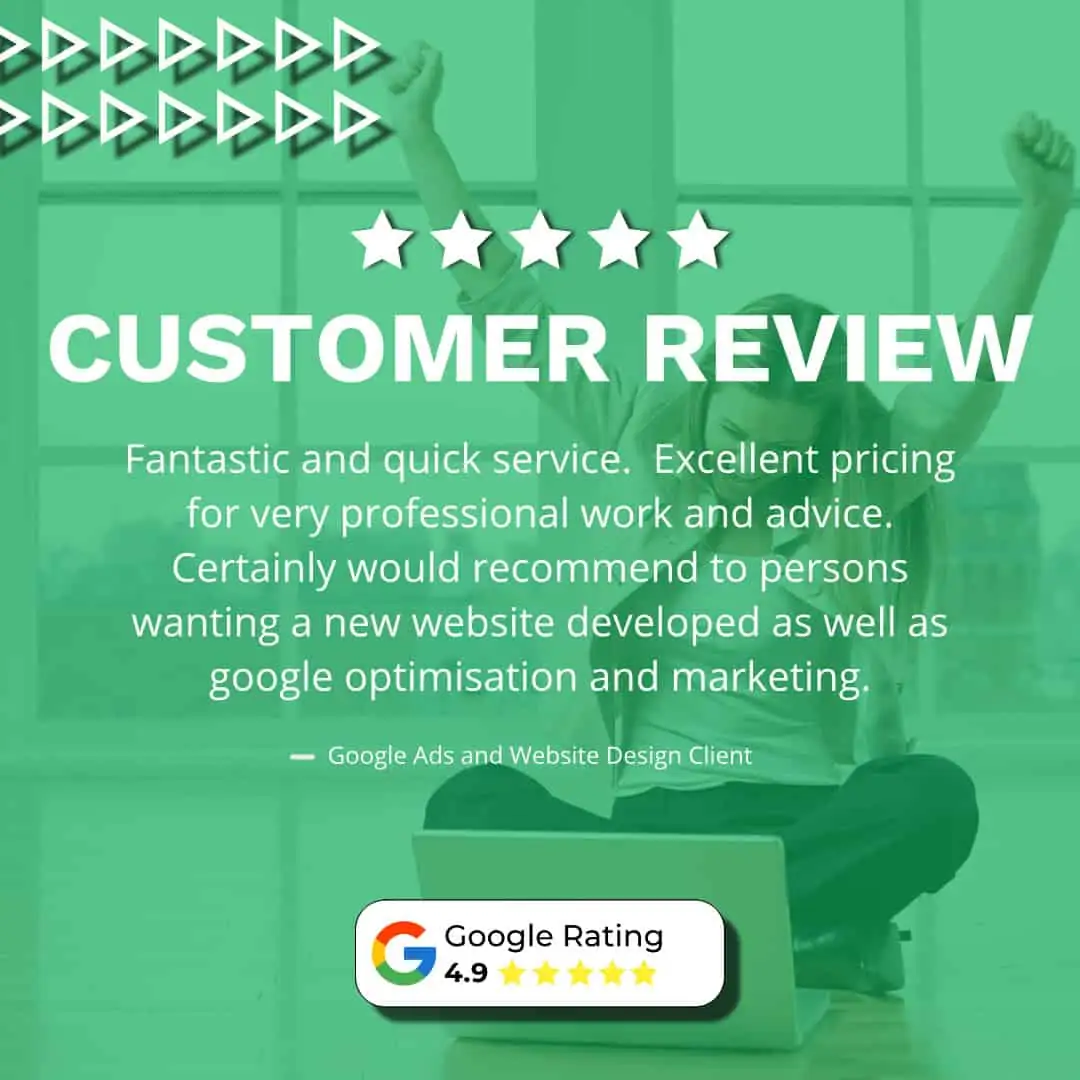 CUSTOMER REVIEW
Fantastic and quick service.  Excellent pricing
for very professional work and advice.
Certainly would recommend to persons
wanting a new website developed as well as
google optimisation and marketing.
— Google Ads and Website Design Client
Google Rating
4.9